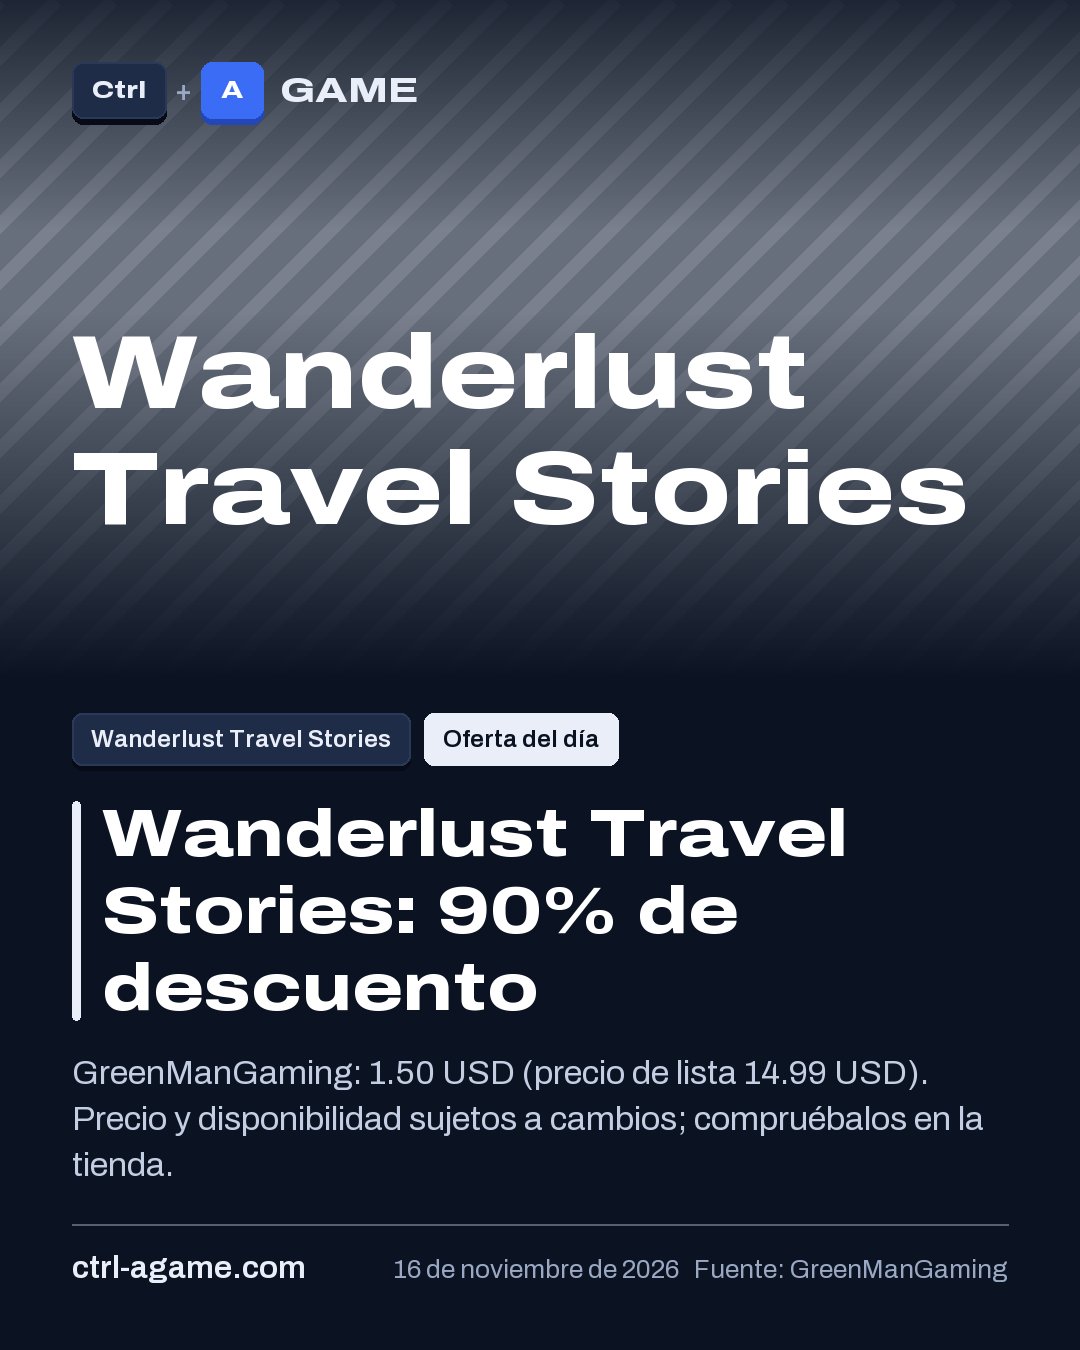 Ctrl + A GAME
Wanderlust
Travel Stories
Wanderlust Travel Stories Oferta del día
Wanderlust Travel
Stories: 90% de
descuento
GreenManGaming: 1.50 USD (precio de lista 14.99 USD).
Precio y disponibilidad sujetos a cambios; compruébalos en la
tienda.
ctrl-agame.com 16 de noviembre de 2026 Fuente: GreenManGaming